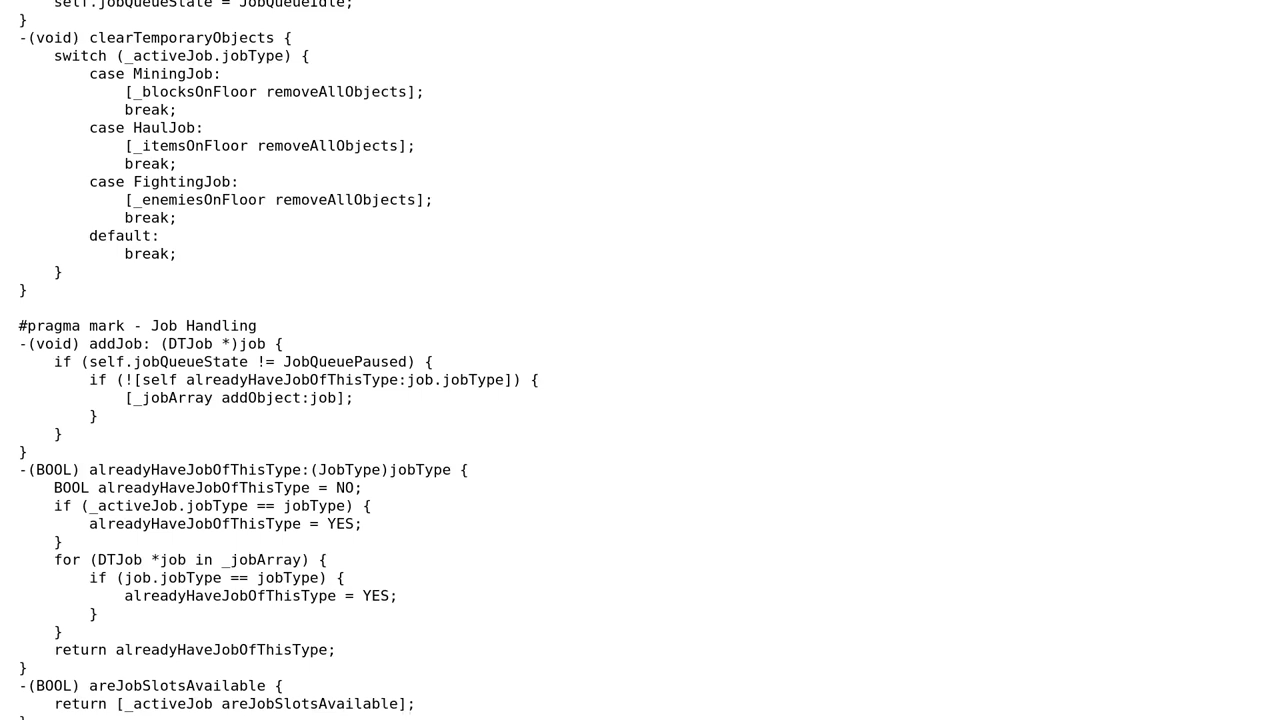 self.jobQueueState = JobQueueIdle;
}
-(void) clearTemporaryObjects {
    switch (_activeJob.jobType) {
        case MiningJob:
            [_blocksOnFloor removeAllObjects];
            break;
        case HaulJob:
            [_itemsOnFloor removeAllObjects];
            break;
        case FightingJob:
            [_enemiesOnFloor removeAllObjects];
            break;
        default:
            break;
    }
}

#pragma mark - Job Handling
-(void) addJob: (DTJob *)job {
    if (self.jobQueueState != JobQueuePaused) {
        if (![self alreadyHaveJobOfThisType:job.jobType]) {
            [_jobArray addObject:job];
        }
    }
}
-(BOOL) alreadyHaveJobOfThisType:(JobType)jobType {
    BOOL alreadyHaveJobOfThisType = NO;
    if (_activeJob.jobType == jobType) {
        alreadyHaveJobOfThisType = YES;
    }
    for (DTJob *job in _jobArray) {
        if (job.jobType == jobType) {
            alreadyHaveJobOfThisType = YES;
        }
    }
    return alreadyHaveJobOfThisType;
}
-(BOOL) areJobSlotsAvailable {
    return [_activeJob areJobSlotsAvailable];
}